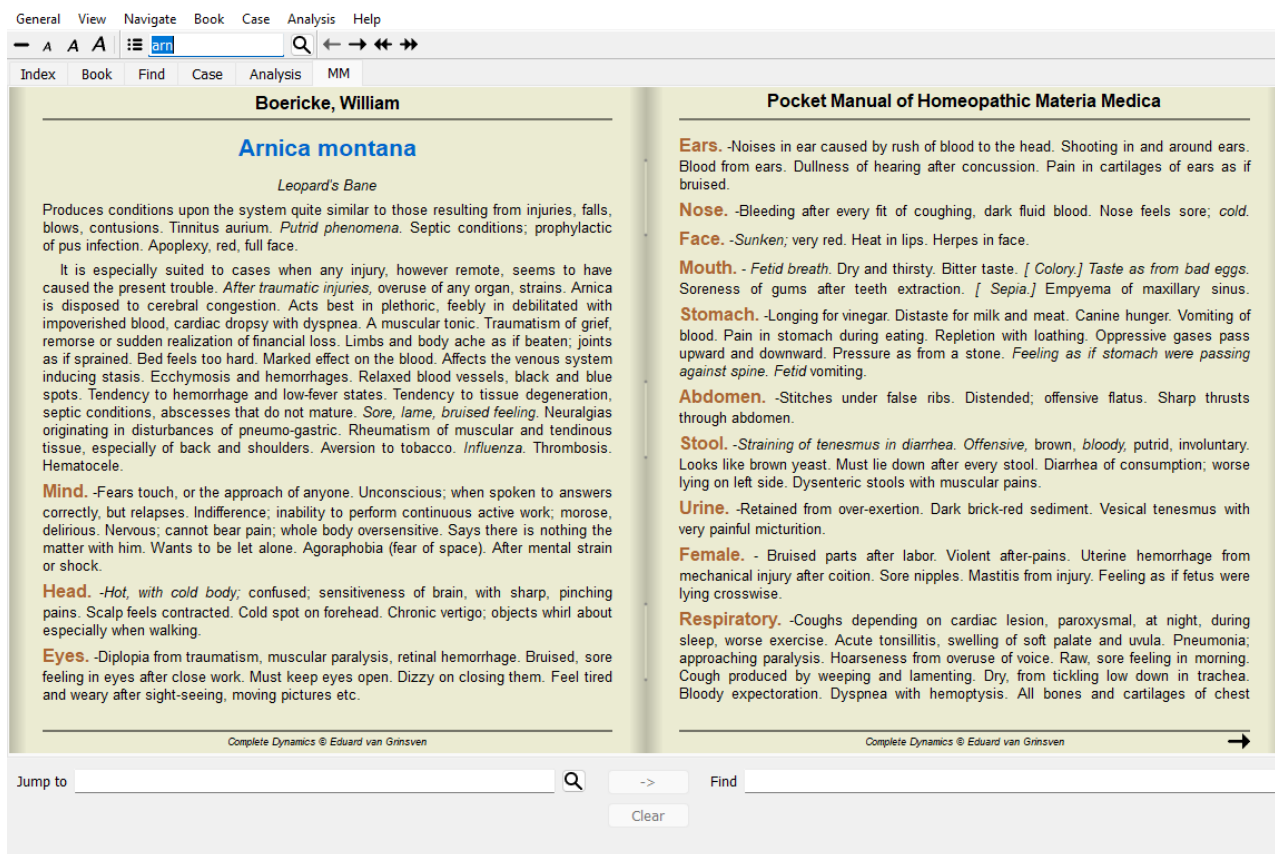 General View Navigate Book Case Analysis Help
A A A arn
Index Book Find Case Analysis MM
Boericke, William
Arnica montana
Leopard's Bane
Produces conditions upon the system quite similar to those resulting from injuries, falls,
blows, contusions. Tinnitus aurium. Putrid phenomena. Septic conditions; prophylactic
of pus infection. Apoplexy, red, full face.
It is especially suited to cases when any injury, however remote, seems to have
caused the present trouble. After traumatic injuries, overuse of any organ, strains. Arnica
is disposed to cerebral congestion. Acts best in plethoric, feebly in debilitated with
impoverished blood, cardiac dropsy with dyspnea. A muscular tonic. Traumatism of grief,
remorse or sudden realization of financial loss. Limbs and body ache as if beaten; joints
as if sprained. Bed feels too hard. Marked effect on the blood. Affects the venous system
inducing stasis. Ecchymosis and hemorrhages. Relaxed blood vessels, black and blue
spots. Tendency to hemorrhage and low-fever states. Tendency to tissue degeneration,
septic conditions, abscesses that do not mature. Sore, lame, bruised feeling. Neuralgias
originating in disturbances of pneumo-gastric. Rheumatism of muscular and tendinous
tissue, especially of back and shoulders. Aversion to tobacco. Influenza. Thrombosis.
Hematocele.
Mind. -Fears touch, or the approach of anyone. Unconscious; when spoken to answers
correctly, but relapses. Indifference; inability to perform continuous active work; morose,
delirious. Nervous; cannot bear pain; whole body oversensitive. Says there is nothing the
matter with him. Wants to be let alone. Agoraphobia (fear of space). After mental strain
or shock.
Head. -Hot, with cold body; confused; sensitiveness of brain, with sharp, pinching
pains. Scalp feels contracted. Cold spot on forehead. Chronic vertigo; objects whirl about
especially when walking.
Eyes. -Diplopia from traumatism, muscular paralysis, retinal hemorrhage. Bruised, sore
feeling in eyes after close work. Must keep eyes open. Dizzy on closing them. Feel tired
and weary after sight-seeing, moving pictures etc.
Complete Dynamics © Eduard van Grinsven
Pocket Manual of Homeopathic Materia Medica
Ears. -Noises in ear caused by rush of blood to the head. Shooting in and around ears.
Blood from ears. Dullness of hearing after concussion. Pain in cartilages of ears as if
bruised.
Nose. -Bleeding after every fit of coughing, dark fluid blood. Nose feels sore; cold.
Face. -Sunken; very red. Heat in lips. Herpes in face.
Mouth. - Fetid breath. Dry and thirsty. Bitter taste. [ Colory.] Taste as from bad eggs.
Soreness of gums after teeth extraction. [ Sepia.] Empyema of maxillary sinus.
Stomach. -Longing for vinegar. Distaste for milk and meat. Canine hunger. Vomiting of
blood. Pain in stomach during eating. Repletion with loathing. Oppressive gases pass
upward and downward. Pressure as from a stone. Feeling as if stomach were passing
against spine. Fetid vomiting.
Abdomen. -Stitches under false ribs. Distended; offensive flatus. Sharp thrusts
through abdomen.
Stool. -Straining of tenesmus in diarrhea. Offensive, brown, bloody, putrid, involuntary.
Looks like brown yeast. Must lie down after every stool. Diarrhea of consumption; worse
lying on left side. Dysenteric stools with muscular pains.
Urine. -Retained from over-exertion. Dark brick-red sediment. Vesical tenesmus with
very painful micturition.
Female. - Bruised parts after labor. Violent after-pains. Uterine hemorrhage from
mechanical injury after coition. Sore nipples. Mastitis from injury. Feeling as if fetus were
lying crosswise.
Respiratory. -Coughs depending on cardiac lesion, paroxysmal, at night, during
sleep, worse exercise. Acute tonsillitis, swelling of soft palate and uvula. Pneumonia;
approaching paralysis. Hoarseness from overuse of voice. Raw, sore feeling in morning.
Cough produced by weeping and lamenting. Dry, from tickling low down in trachea.
Bloody expectoration. Dyspnea with hemoptysis. All bones and cartilages of chest
Complete Dynamics © Eduard van Grinsven
Jump to -> Find
Clear